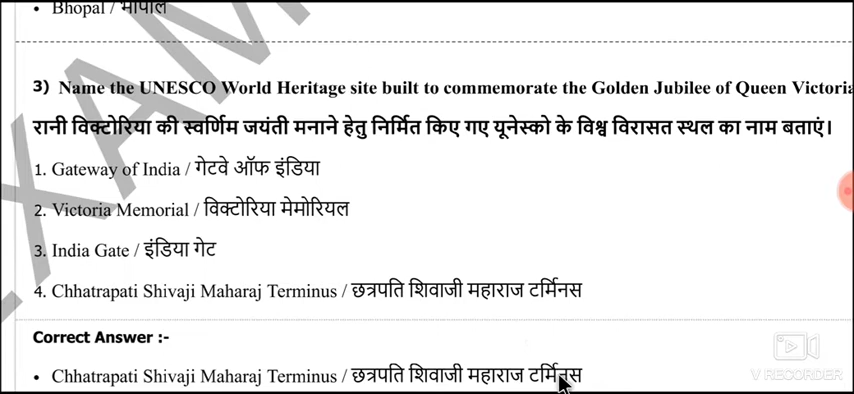 • Bhopal / भोपाल
3) Name the UNESCO World Heritage site built to commemorate the Golden Jubilee of Queen Victoria
रानी विक्टोरिया की स्वर्णिम जयंती मनाने हेतु निर्मित किए गए यूनेस्को के विश्व विरासत स्थल का नाम बताएं।
1. Gateway of India / गेटवे ऑफ इंडिया
2. Victoria Memorial / विक्टोरिया मेमोरियल
3. India Gate / इंडिया गेट
4. Chhatrapati Shivaji Maharaj Terminus / छत्रपति शिवाजी महाराज टर्मिनस
Correct Answer :-
• Chhatrapati Shivaji Maharaj Terminus / छत्रपति शिवाजी महाराज टर्मिनस
EXAM
V RECORDER